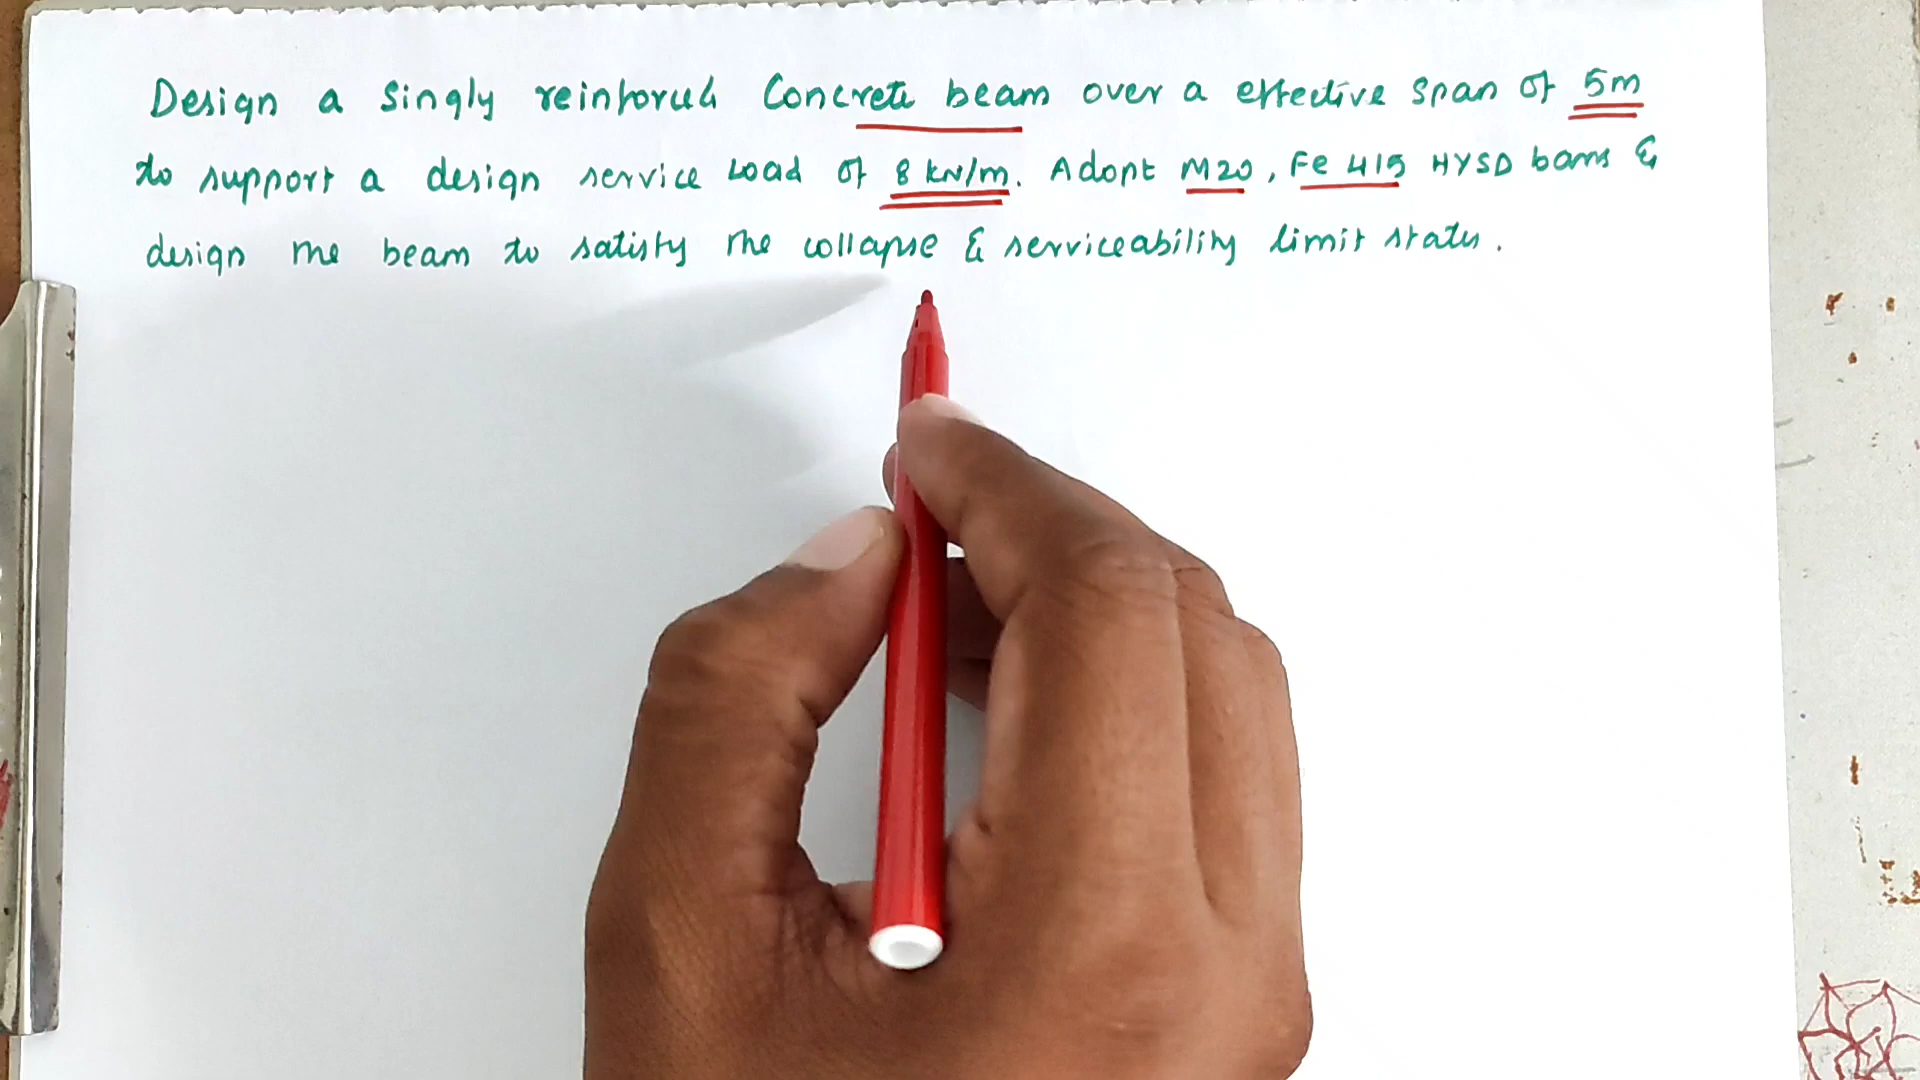 Design a singly reinforced Concrete beam over a effective span of 5m
to support a design service Load of 8 kN/m. Adopt M20, Fe 415 HYSD bars &
design the beam to satisfy the collapse & serviceability limit states.